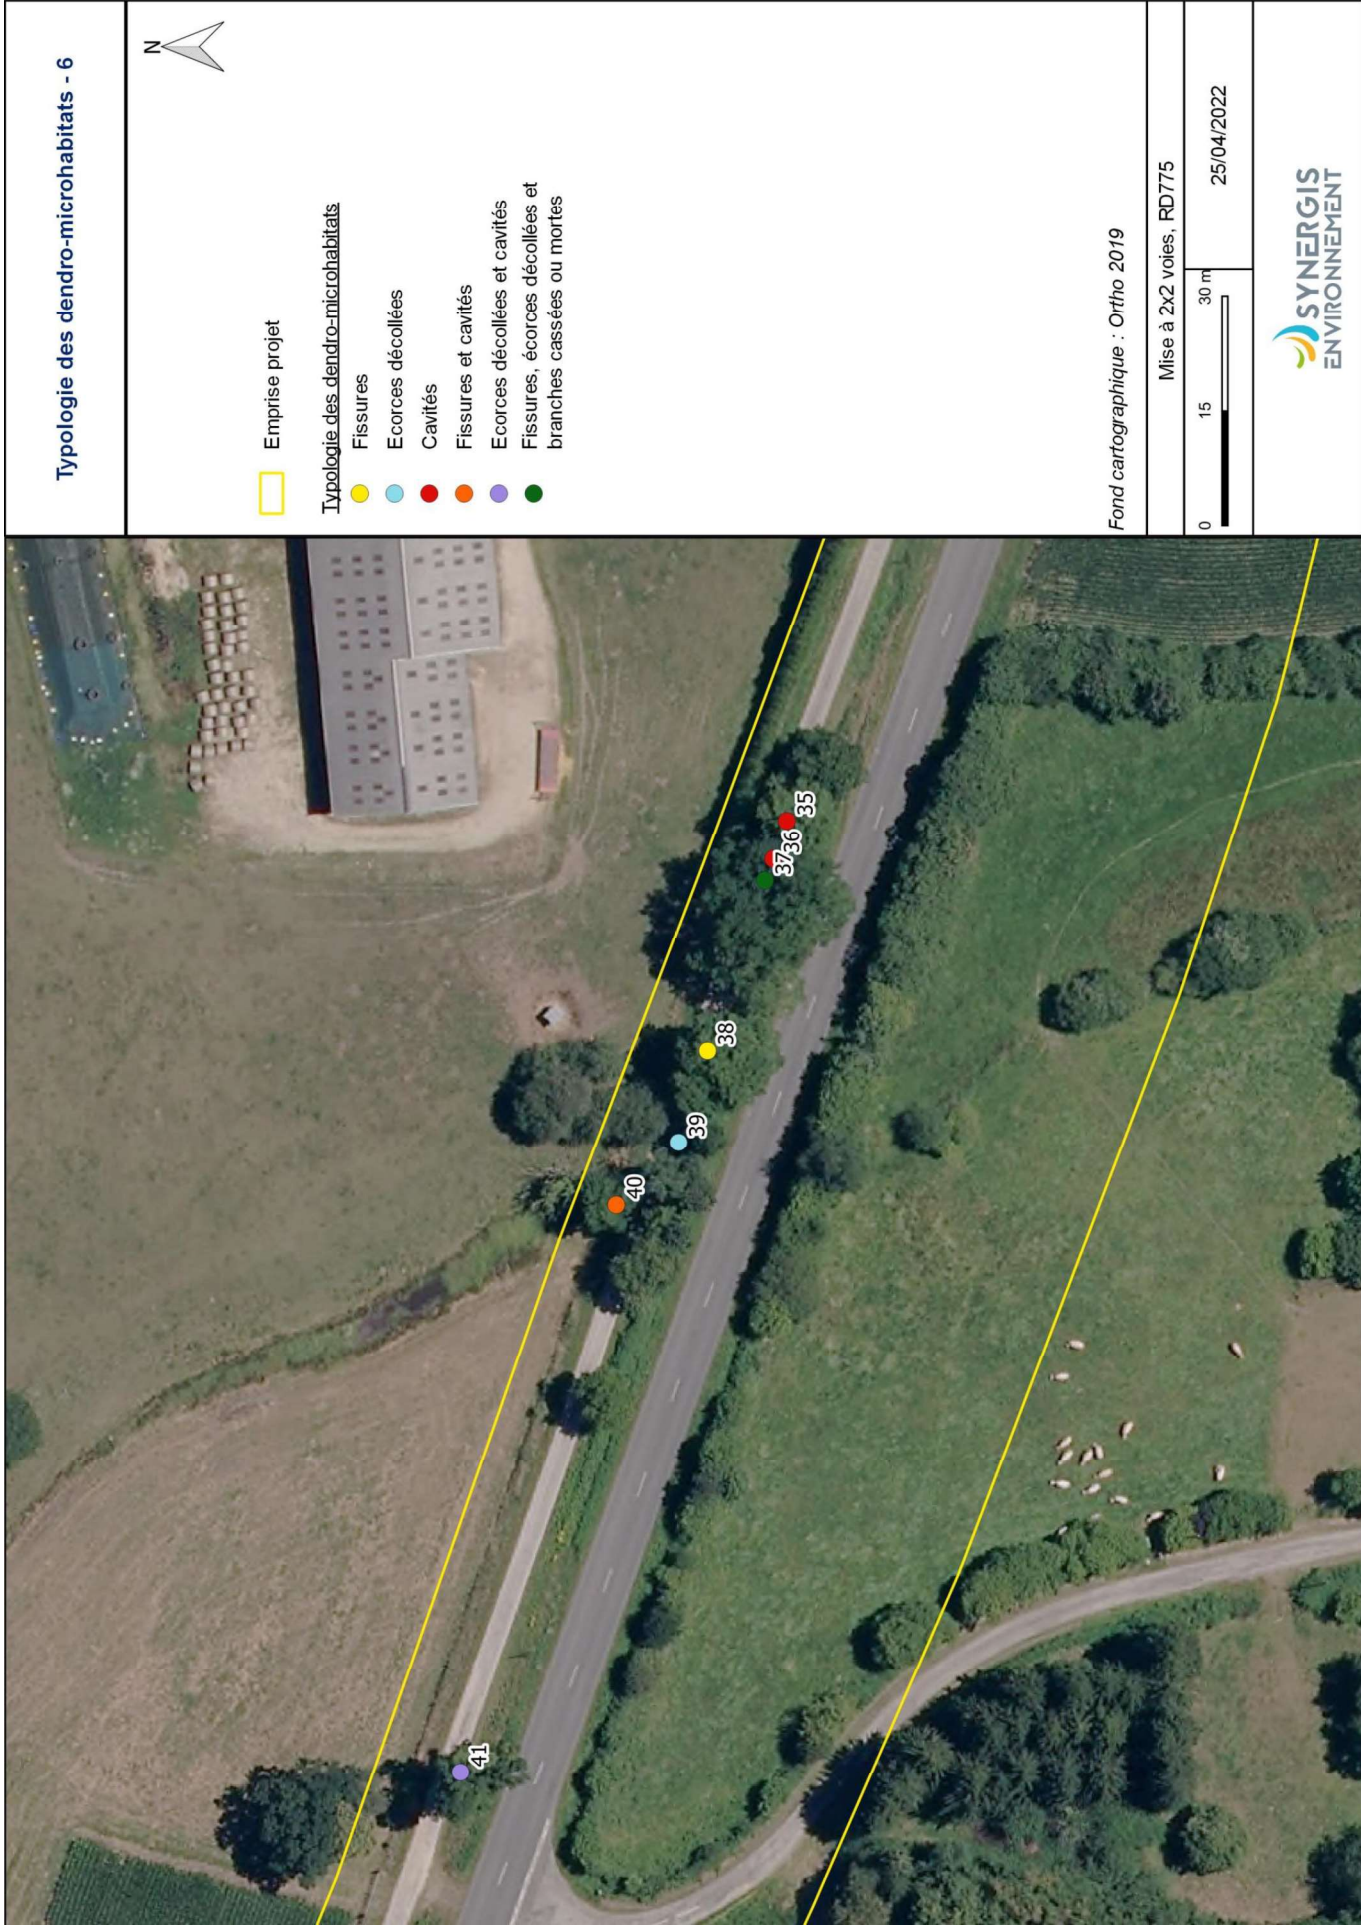 Typologie des dendro-microhabitats - 6
N
Emprise projet
Typologie des dendro-microhabitats
Fissures
Ecorces décollées
Cavités
Fissures et cavités
Ecorces décollées et cavités
Fissures, écorces décollées et
branches cassées ou mortes
Fond cartographique : Ortho 2019
Mise à 2x2 voies, RD775
0 15 30 m
25/04/2022
SYNERGIS
ENVIRONNEMENT
41
40
39
38
37
36
35